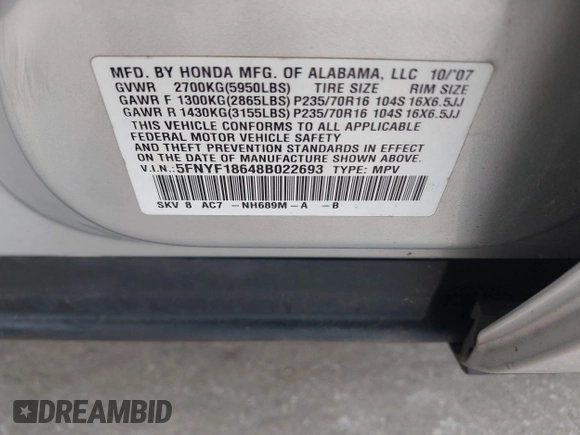 MFD. BY HONDA MFG. OF ALABAMA, LLC 10/'07
GVWR 2700KG(5950LBS) TIRE SIZE RIM SIZE
GAWR F 1300KG(2865LBS) P235/70R16 104S 16X6.5JJ
GAWR R 1430KG(3155LBS) P235/70R16 104S 16X6.5JJ
THIS VEHICLE CONFORMS TO ALL APPLICABLE
FEDERAL MOTOR VEHICLE SAFETY
AND THEFT PREVENTION STANDARDS IN EFFECT
ON THE DATE OF MANUFACTURE SHOWN ABOVE.
V.I.N.: 5FNYF18648B022693 TYPE: MPV
SKV 8 AC7 -NH689M-A -B
DREAMBID